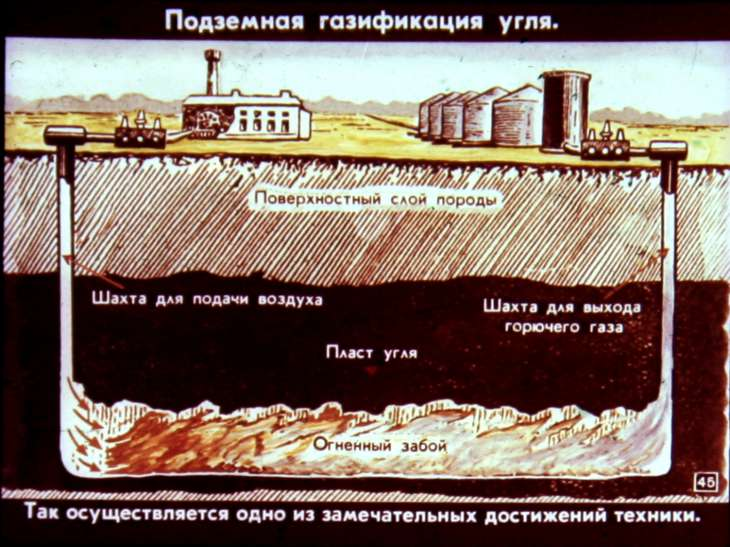 Подземная газификация угля.
Поверхностный слой породы
Шахта для подачи воздуха
Шахта для выхода
горючего газа
Пласт угля
Огненный забой
45
Так осуществляется одно из замечательных достижений техники.